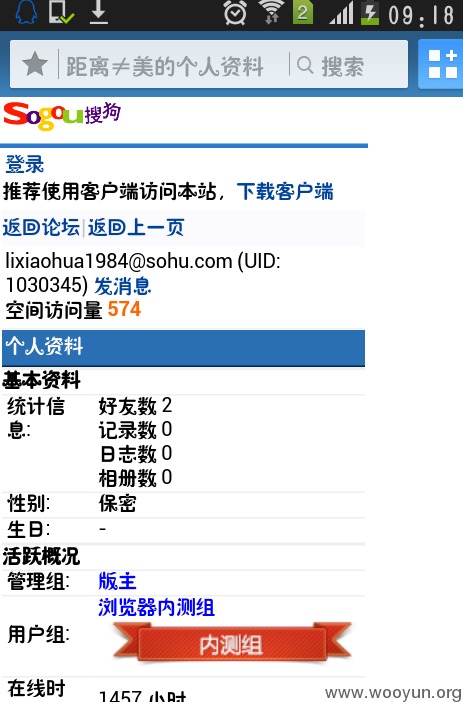 2 09:18
距离≠美的个人资料 搜索
Sogou搜狗
登录
推荐使用客户端访问本站，下载客户端
返回论坛|返回上一页
lixiaohua1984@sohu.com (UID:
1030345) 发消息
空间访问量 574
个人资料
基本资料
统计信 好友数 2
息: 记录数 0
日志数 0
相册数 0
性别: 保密
生日: -
活跃概况
管理组: 版主
浏览器内测组
用户组: 内测组
在线时 1457 小时
www.wooyun.org